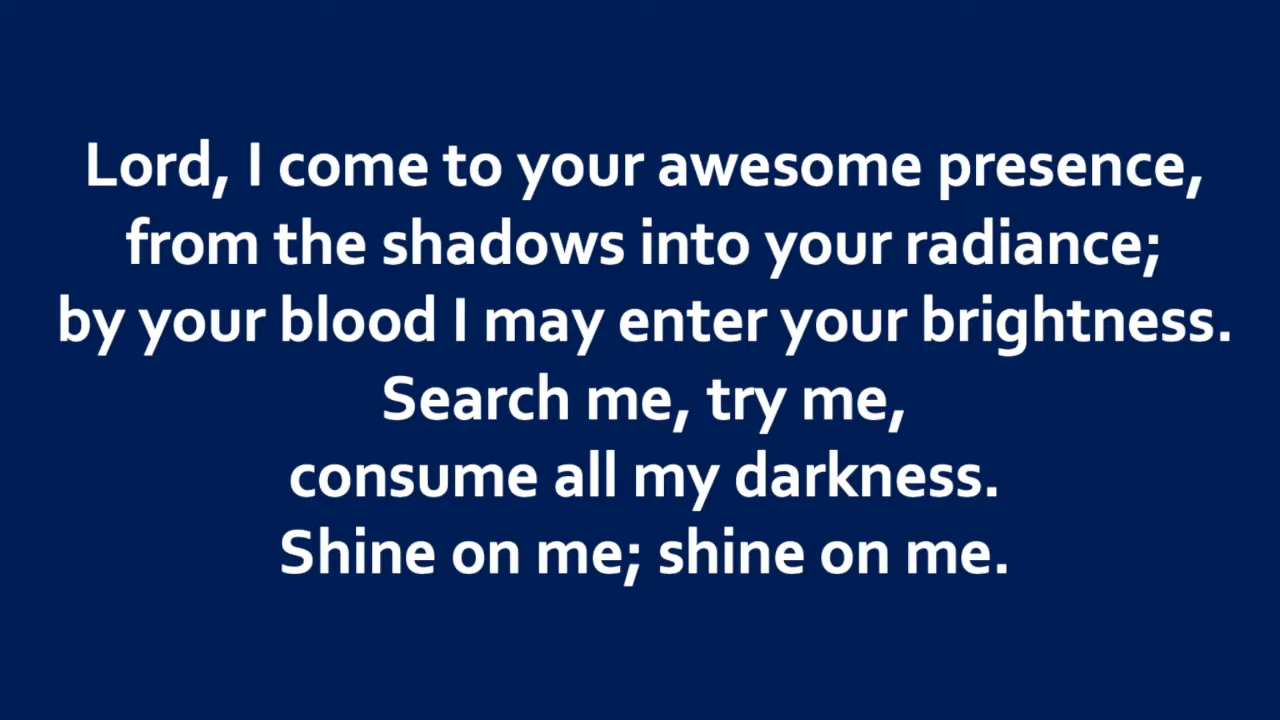 Lord, I come to your awesome presence,
from the shadows into your radiance;
by your blood I may enter your brightness.
Search me, try me,
consume all my darkness.
Shine on me; shine on me.